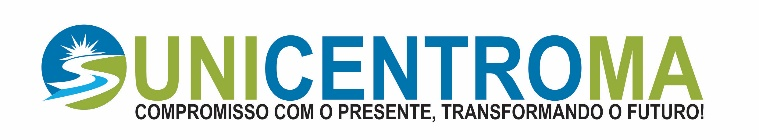 UNICENTROMA
COMPROMISSO COM O PRESENTE, TRANSFORMANDO O FUTURO!